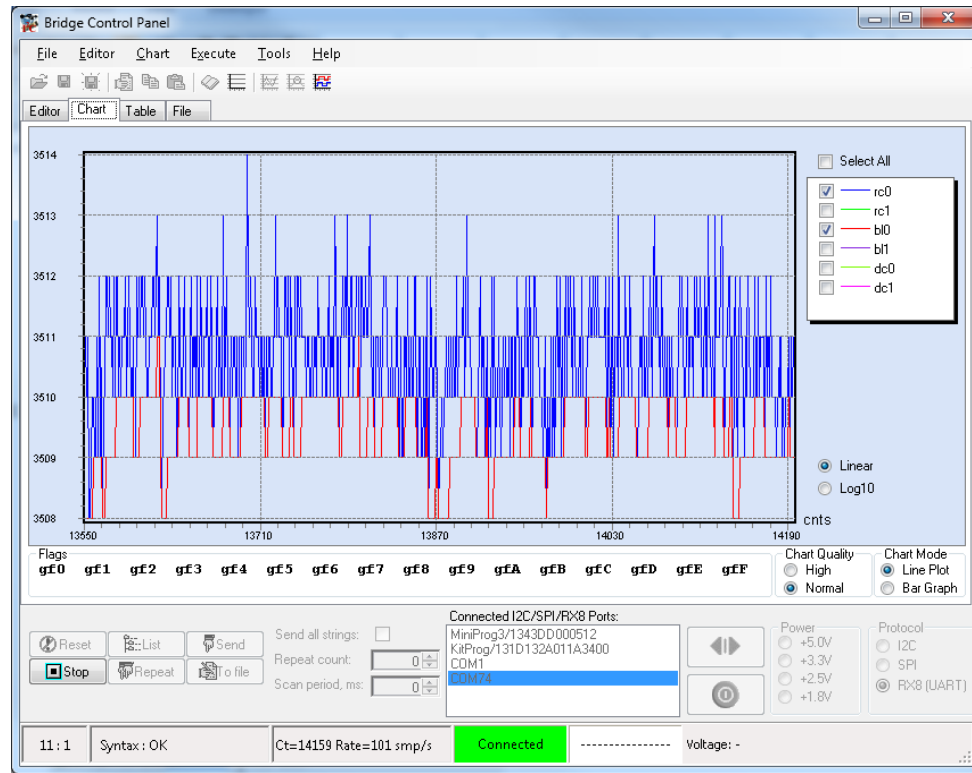 Bridge Control Panel
File Editor Chart Execute Tools Help
Editor Chart Table File
3514
3513
3512
3511
3510
3509
3508
13550 13710 13870 14030 14190
cnts
Select All
rc0
rc1
bl0
bl1
dc0
dc1
Linear
Log10
Flags
gf0 gf1 gf2 gf3 gf4 gf5 gf6 gf7 gf8 gf9 gfA gfB gfC gfD gfE gfF
Chart Quality
High
Normal
Chart Mode
Line Plot
Bar Graph
Reset List Send
Stop Repeat To file
Send all strings:
Repeat count: 0
Scan period, ms: 0
Connected I2C/SPI/RX8 Ports:
MiniProg3/1343DD000512
KitProg/131D132A011A3400
COM1
COM74
Power
+5.0V
+3.3V
+2.5V
+1.8V
Protocol
I2C
SPI
RX8 (UART)
11:1 Syntax: OK Ct=14159 Rate=101 smp/s Connected --------------- Voltage: -